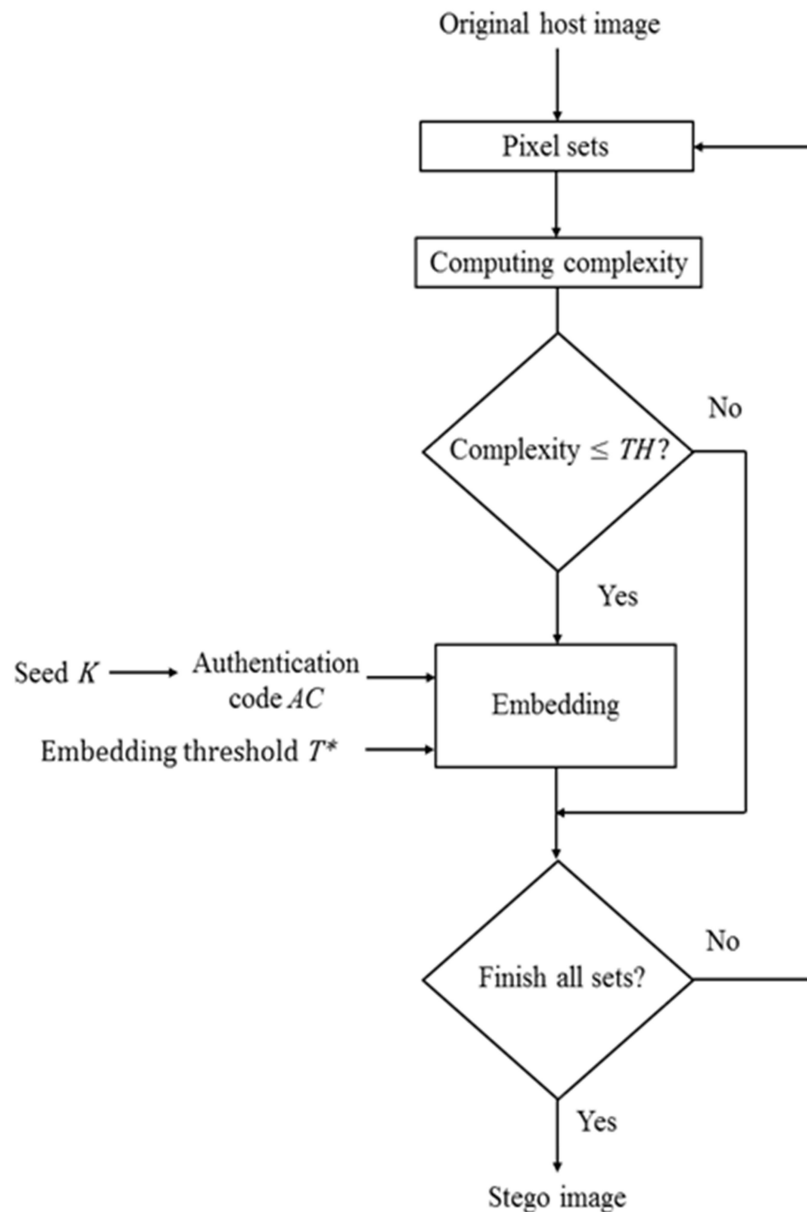 Original host image
Pixel sets
Computing complexity
No
Complexity ≤ TH?
Yes
Seed K
Authentication
code AC
Embedding
Embedding threshold T*
No
Finish all sets?
Yes
Stego image